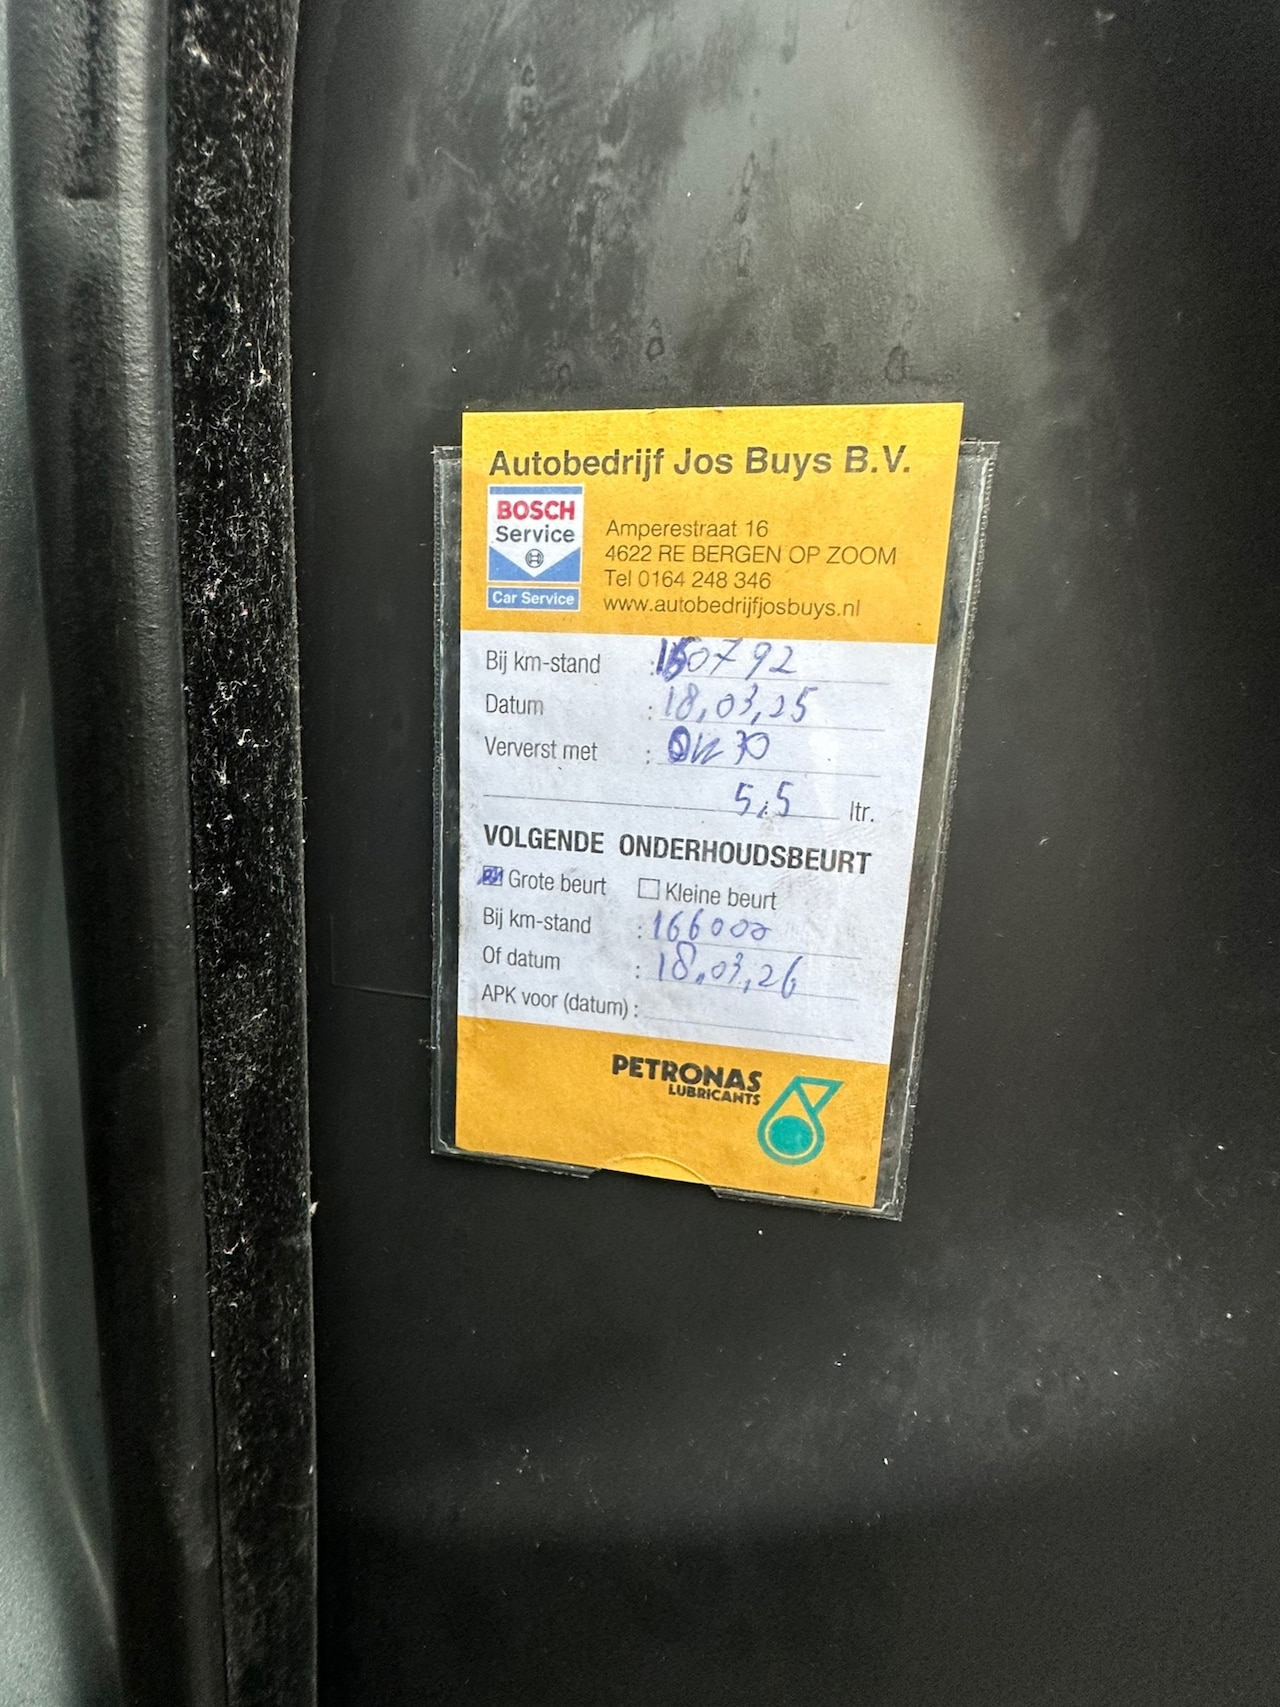 Autobedrijf Jos Buys B.V.
BOSCH
Service
Car Service
Amperestraat 16
4622 RE BERGEN OP ZOOM
Tel 0164 248 346
www.autobedrijfjosbuys.nl
Bij km-stand : 150792
Datum : 18,03,25
Ververst met : 0W30
5,5 ltr.
VOLGENDE ONDERHOUDSBEURT
Grote beurt Kleine beurt
Bij km-stand : 166000
Of datum : 18,03,26
APK voor (datum) :
PETRONAS
LUBRICANTS